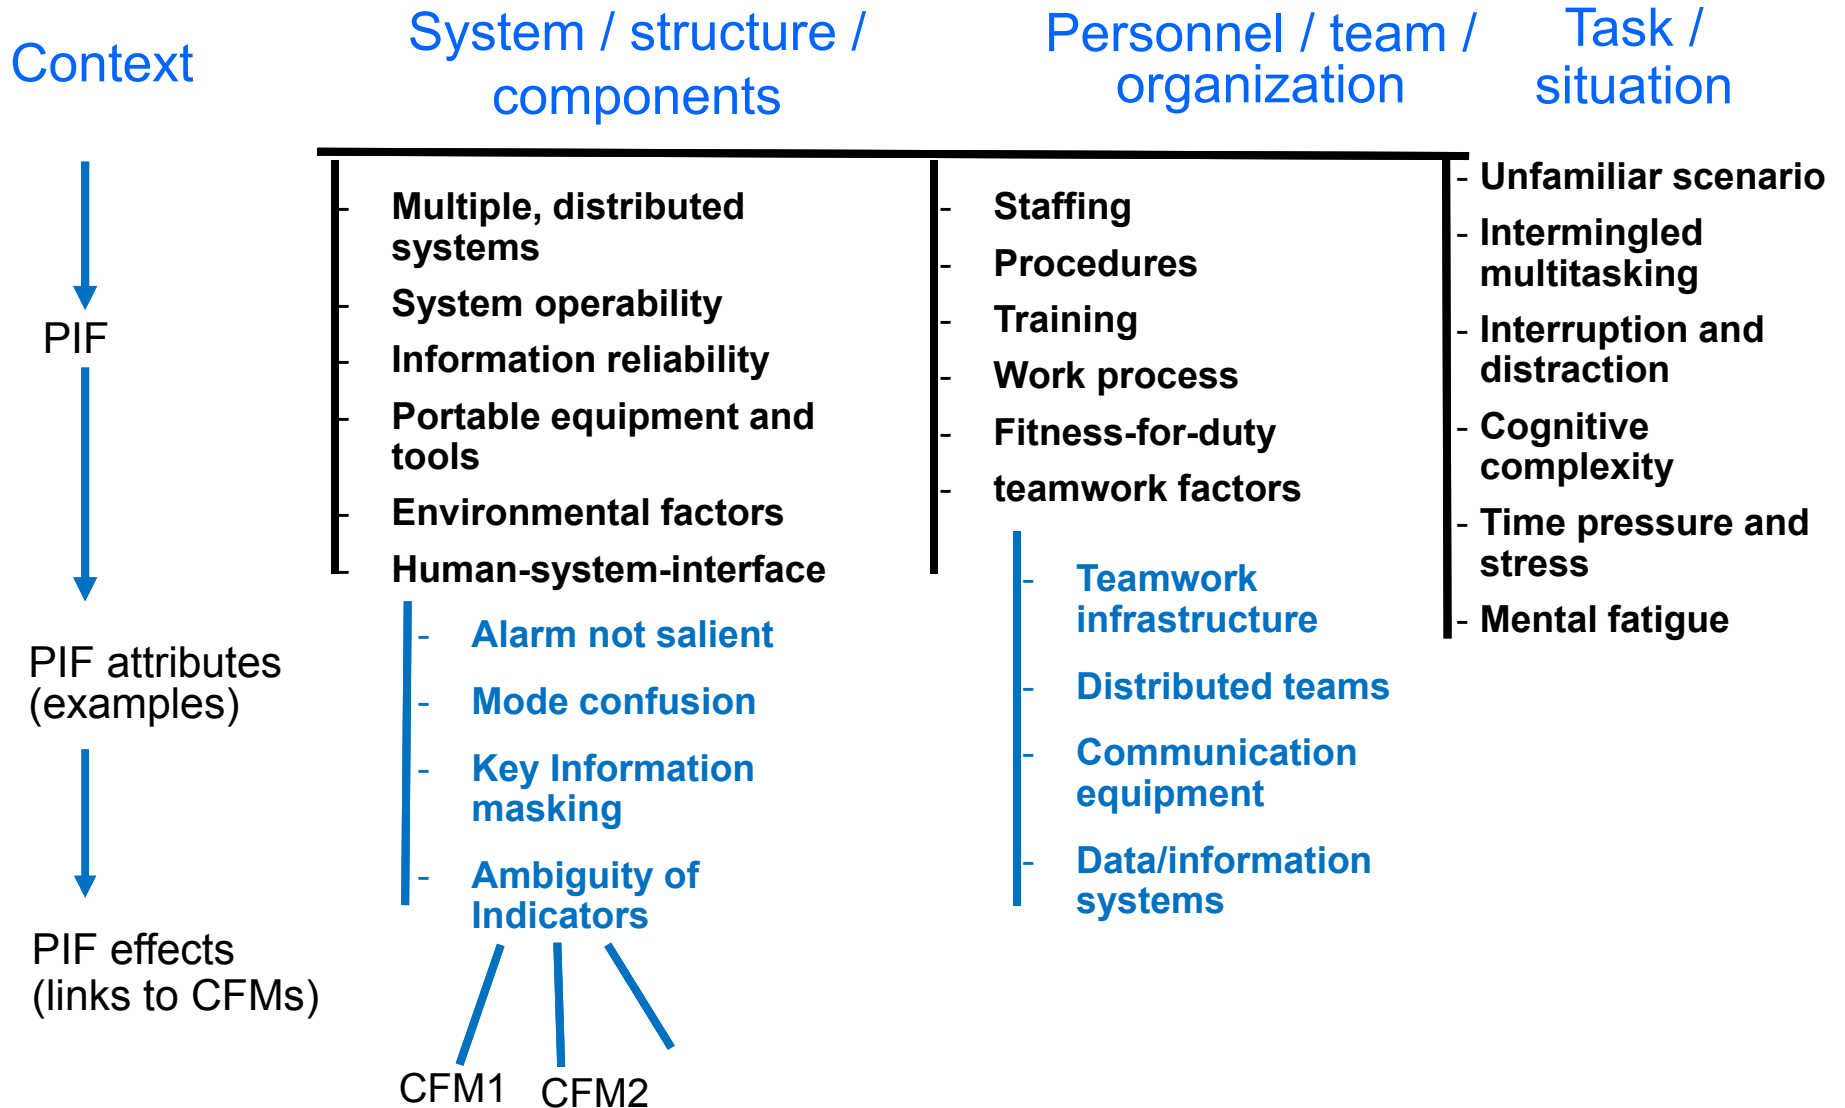 Context
PIF
PIF attributes
(examples)
PIF effects
(links to CFMs)
System / structure /
components
- Multiple, distributed
systems
- System operability
- Information reliability
- Portable equipment and
tools
- Environmental factors
- Human-system-interface
- Alarm not salient
- Mode confusion
- Key Information
masking
- Ambiguity of
Indicators
CFM1
CFM2
Personnel / team /
organization
- Staffing
- Procedures
- Training
- Work process
- Fitness-for-duty
- teamwork factors
- Teamwork
infrastructure
- Distributed teams
- Communication
equipment
- Data/information
systems
Task /
situation
- Unfamiliar scenario
- Intermingled
multitasking
- Interruption and
distraction
- Cognitive
complexity
- Time pressure and
stress
- Mental fatigue